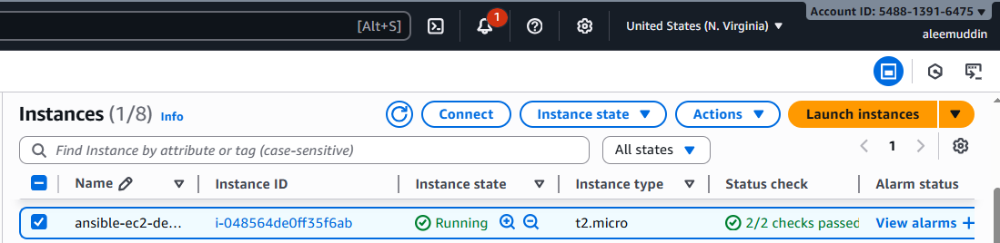 [Alt+S]
1
United States (N. Virginia)
Account ID: 5488-1391-6475
aleemuddin
Instances (1/8) Info
Connect
Instance state
Actions
Launch instances
Find Instance by attribute or tag (case-sensitive)
All states
1
Name
Instance ID
Instance state
Instance type
Status check
Alarm status
ansible-ec2-de...
i-048564de0ff35f6ab
Running
t2.micro
2/2 checks passed
View alarms +